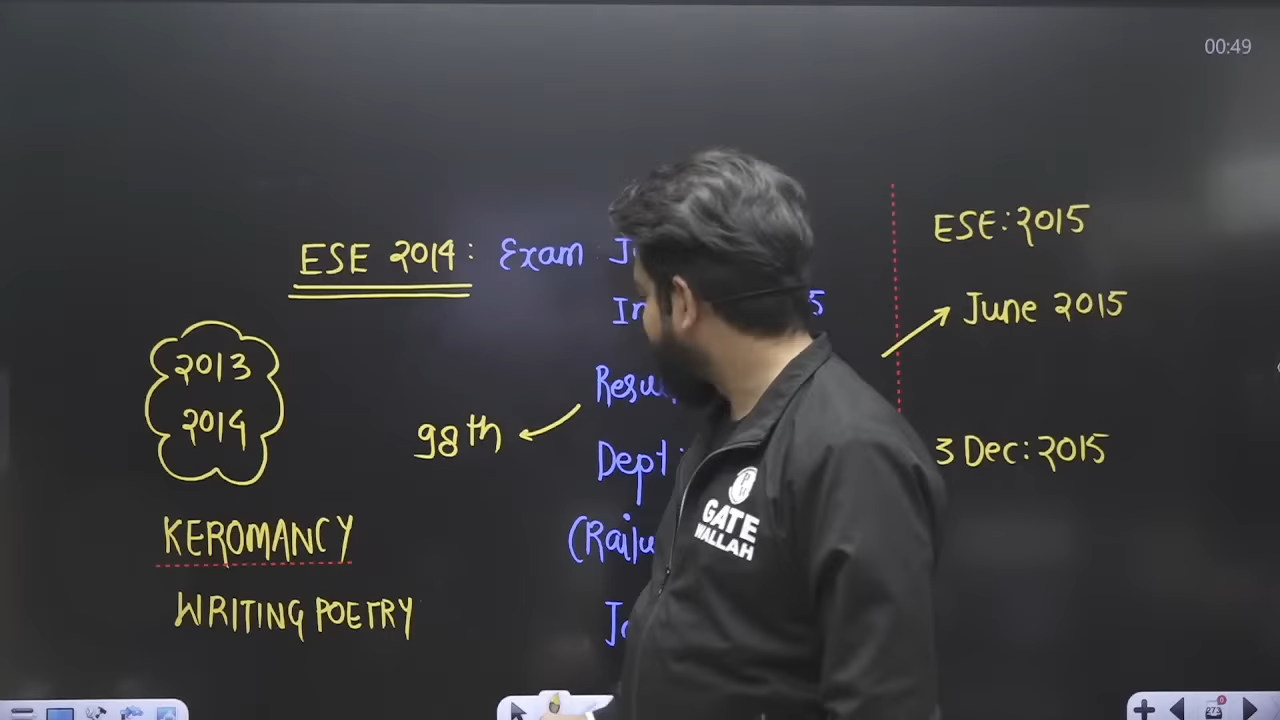 00:49
ESE 2014: Exam
ESE: 2015
June 2015
2013
2014
98th
Dept:
3 Dec: 2015
KEROMANCY
WRITING POETRY
GATE
WALLAH
273